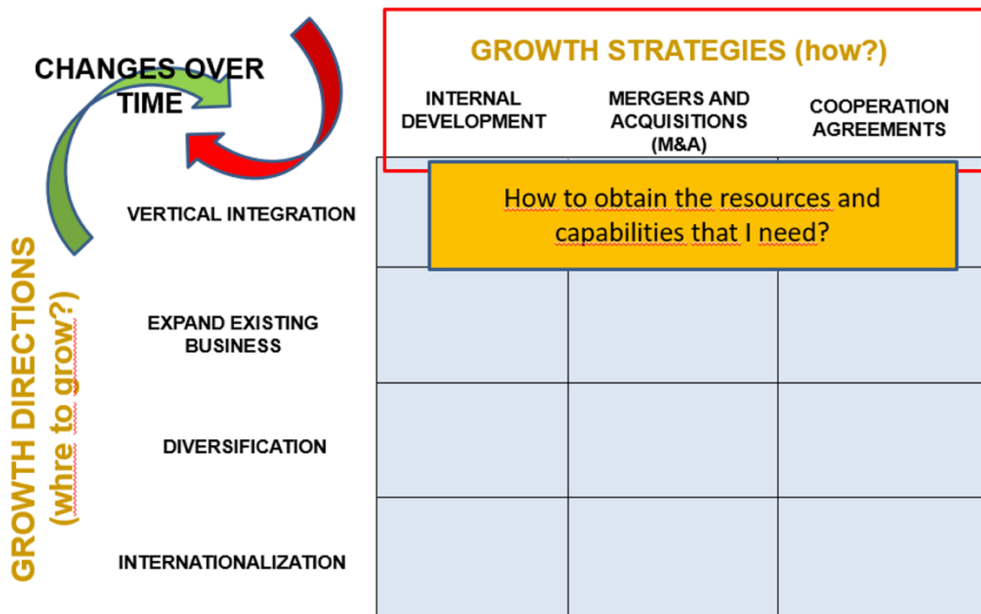 CHANGES OVER
TIME
GROWTH STRATEGIES (how?)
INTERNAL
DEVELOPMENT
MERGERS AND
ACQUISITIONS
(M&A)
COOPERATION
AGREEMENTS
How to obtain the resources and
capabilities that I need?
GROWTH DIRECTIONS
(whre to grow?)
VERTICAL INTEGRATION
EXPAND EXISTING
BUSINESS
DIVERSIFICATION
INTERNATIONALIZATION